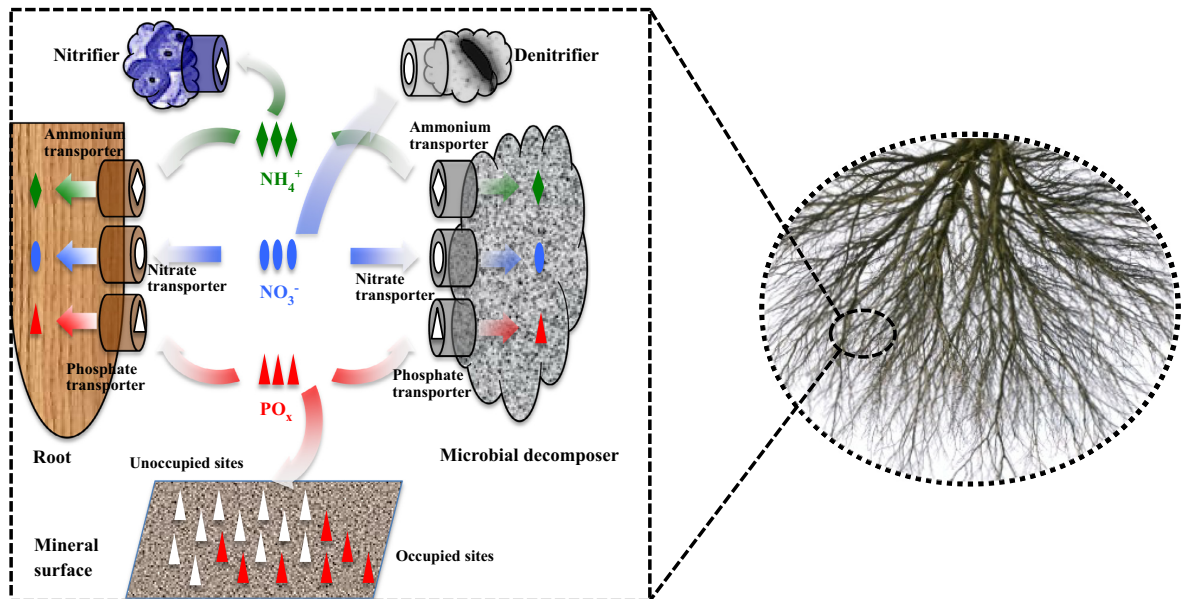 Nitrifier
Denitrifier
Ammonium
transporter
Ammonium
transporter
NH₄⁺
Nitrate
transporter
NO₃⁻
Nitrate
transporter
Phosphate
transporter
POₓ
Phosphate
transporter
Root
Unoccupied sites
Microbial decomposer
Mineral
surface
Occupied sites